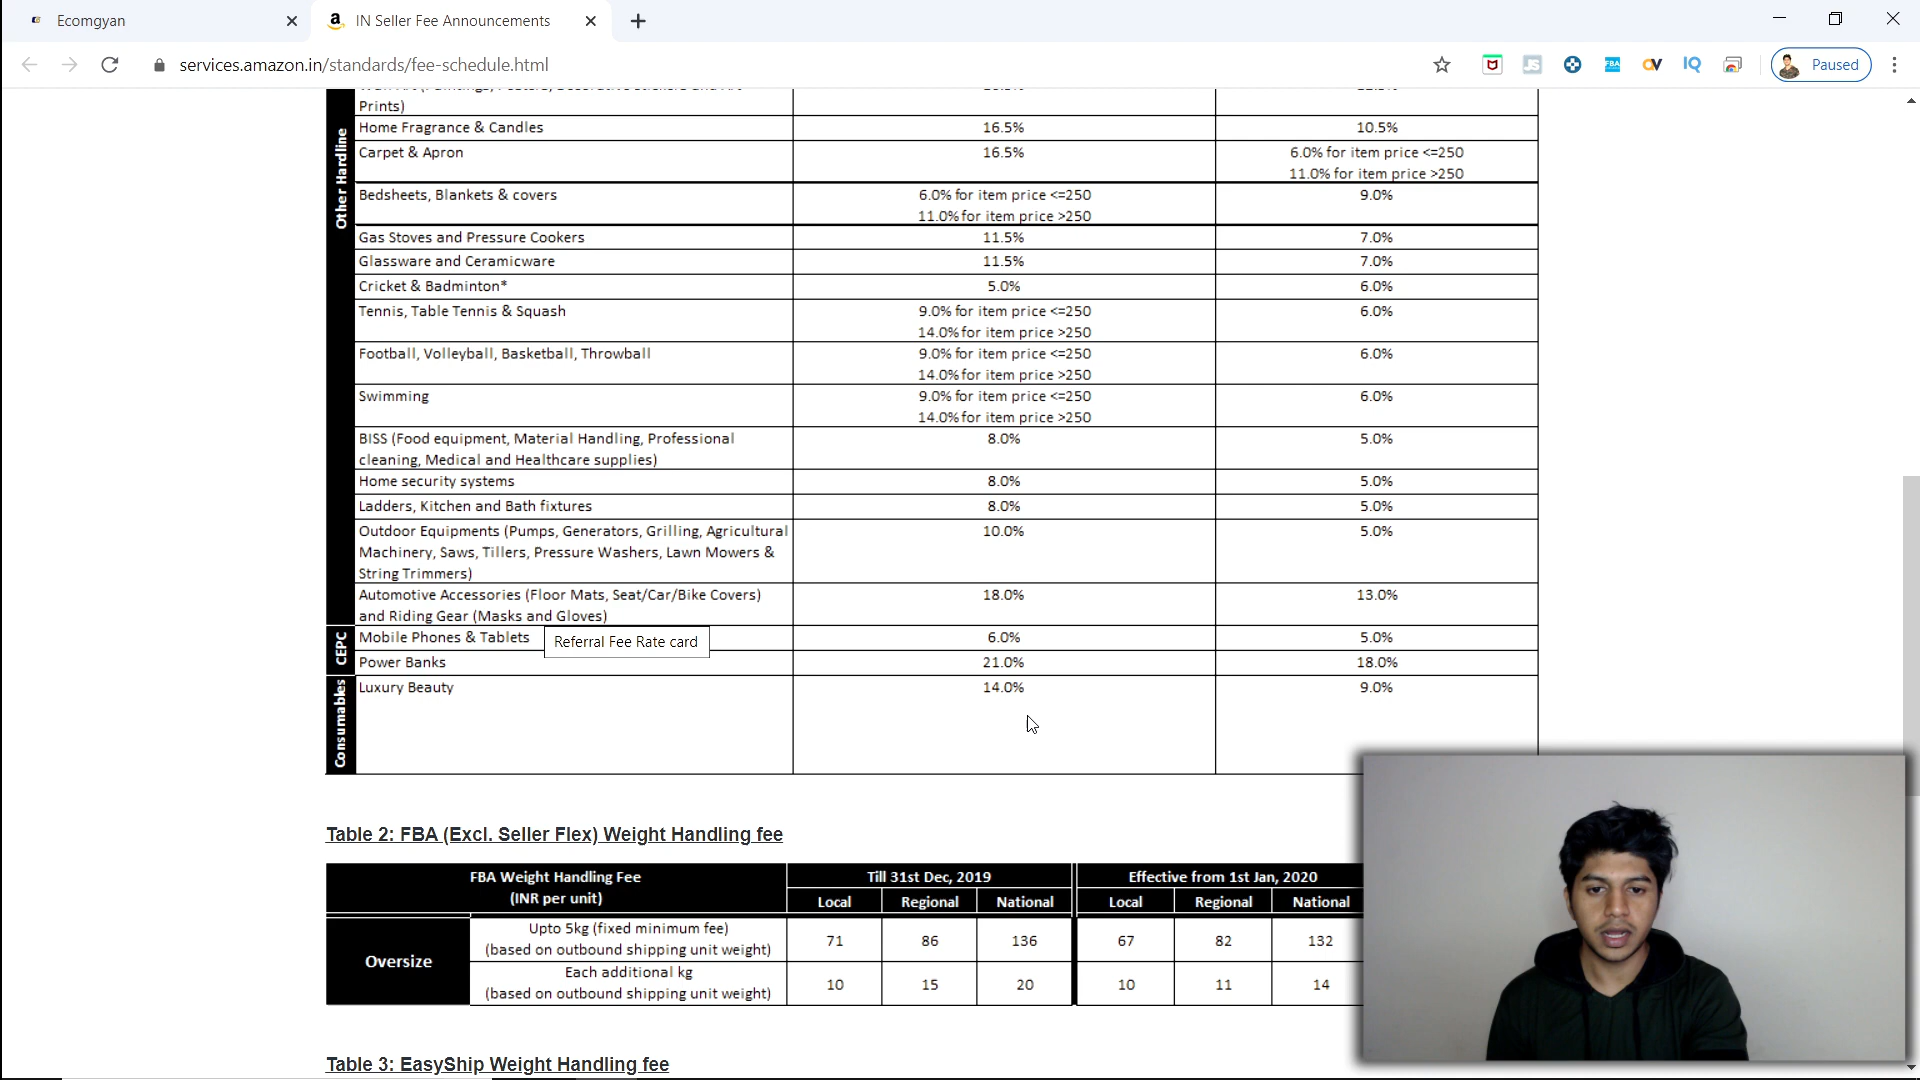 Ecomgyan
IN Seller Fee Announcements
services.amazon.in/standards/fee-schedule.html
JS
FBA
IQ
Paused
Prints)
Other Hardline
Home Fragrance & Candles 16.5% 10.5%
Carpet & Apron 16.5% 6.0% for item price <=250
11.0% for item price >250
Bedsheets, Blankets & covers 6.0% for item price <=250 9.0%
11.0% for item price >250
Gas Stoves and Pressure Cookers 11.5% 7.0%
Glassware and Ceramicware 11.5% 7.0%
Cricket & Badminton* 5.0% 6.0%
Tennis, Table Tennis & Squash 9.0% for item price <=250 6.0%
14.0% for item price >250
Football, Volleyball, Basketball, Throwball 9.0% for item price <=250 6.0%
14.0% for item price >250
Swimming 9.0% for item price <=250 6.0%
14.0% for item price >250
BISS (Food equipment, Material Handling, Professional 8.0% 5.0%
cleaning, Medical and Healthcare supplies)
Home security systems 8.0% 5.0%
Ladders, Kitchen and Bath fixtures 8.0% 5.0%
Outdoor Equipments (Pumps, Generators, Grilling, Agricultural 10.0% 5.0%
Machinery, Saws, Tillers, Pressure Washers, Lawn Mowers &
String Trimmers)
Automotive Accessories (Floor Mats, Seat/Car/Bike Covers) 18.0% 13.0%
and Riding Gear (Masks and Gloves)
CEPC
Mobile Phones & Tablets 6.0% 5.0%
Referral Fee Rate card
Power Banks 21.0% 18.0%
Consumables
Luxury Beauty 14.0% 9.0%
Table 2: FBA (Excl. Seller Flex) Weight Handling fee
FBA Weight Handling Fee Till 31st Dec, 2019 Effective from 1st Jan, 2020
(INR per unit) Local Regional National Local Regional National
Oversize
Upto 5kg (fixed minimum fee) 71 86 136 67 82 132
(based on outbound shipping unit weight)
Each additional kg 10 15 20 10 11 14
(based on outbound shipping unit weight)
Table 3: EasyShip Weight Handling fee